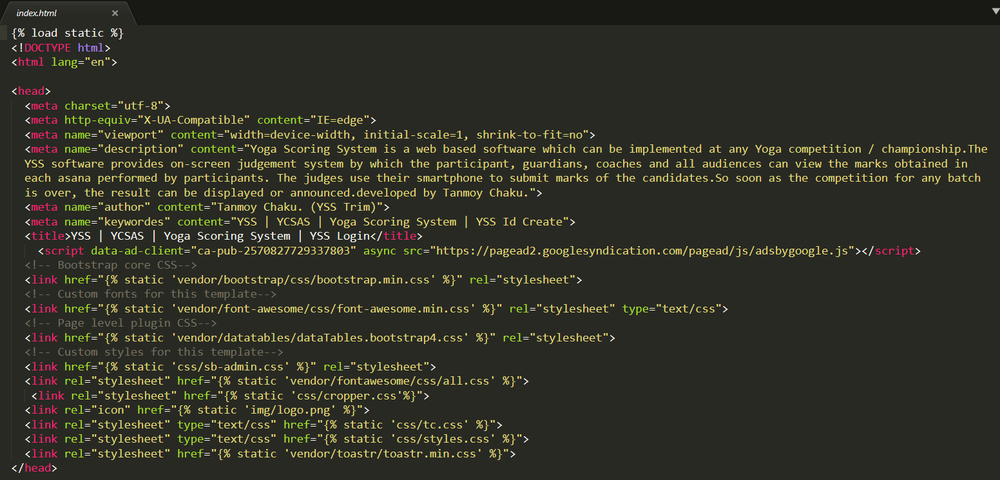 index.html ×
{% load static %}
<!DOCTYPE html>
<html lang="en">
<head>
<meta charset="utf-8">
<meta http-equiv="X-UA-Compatible" content="IE=edge">
<meta name="viewport" content="width=device-width, initial-scale=1, shrink-to-fit=no">
<meta name="description" content="Yoga Scoring System is a web based software which can be implemented at any Yoga competition / championship.The
YSS software provides on-screen judgement system by which the participant, guardians, coaches and all audiences can view the marks obtained in
each asana performed by participants. The judges use their smartphone to submit marks of the candidates.So soon as the competition for any batch
is over, the result can be displayed or announced.developed by Tanmoy Chaku.">
<meta name="author" content="Tanmoy Chaku. (YSS Trim)">
<meta name="keywordes" content="YSS | YCSAS | Yoga Scoring System | YSS Id Create">
<title>YSS | YCSAS | Yoga Scoring System | YSS Login</title>
<script data-ad-client="ca-pub-2570827729337803" async src="https://pagead2.googlesyndication.com/pagead/js/adsbygoogle.js"></script>
<!-- Bootstrap core CSS-->
<link href="{% static 'vendor/bootstrap/css/bootstrap.min.css' %}" rel="stylesheet">
<!-- Custom fonts for this template-->
<link href="{% static 'vendor/font-awesome/css/font-awesome.min.css' %}" rel="stylesheet" type="text/css">
<!-- Page level plugin CSS-->
<link href="{% static 'vendor/datatables/dataTables.bootstrap4.css' %}" rel="stylesheet">
<!-- Custom styles for this template-->
<link href="{% static 'css/sb-admin.css' %}" rel="stylesheet">
<link rel="stylesheet" href="{% static 'vendor/fontawesome/css/all.css' %}">
<link rel="stylesheet" href="{% static 'css/cropper.css'%}">
<link rel="icon" href="{% static 'img/logo.png' %}">
<link rel="stylesheet" type="text/css" href="{% static 'css/tc.css' %}">
<link rel="stylesheet" type="text/css" href="{% static 'css/styles.css' %}">
<link rel="stylesheet" href="{% static 'vendor/toastr/toastr.min.css' %}">
</head>